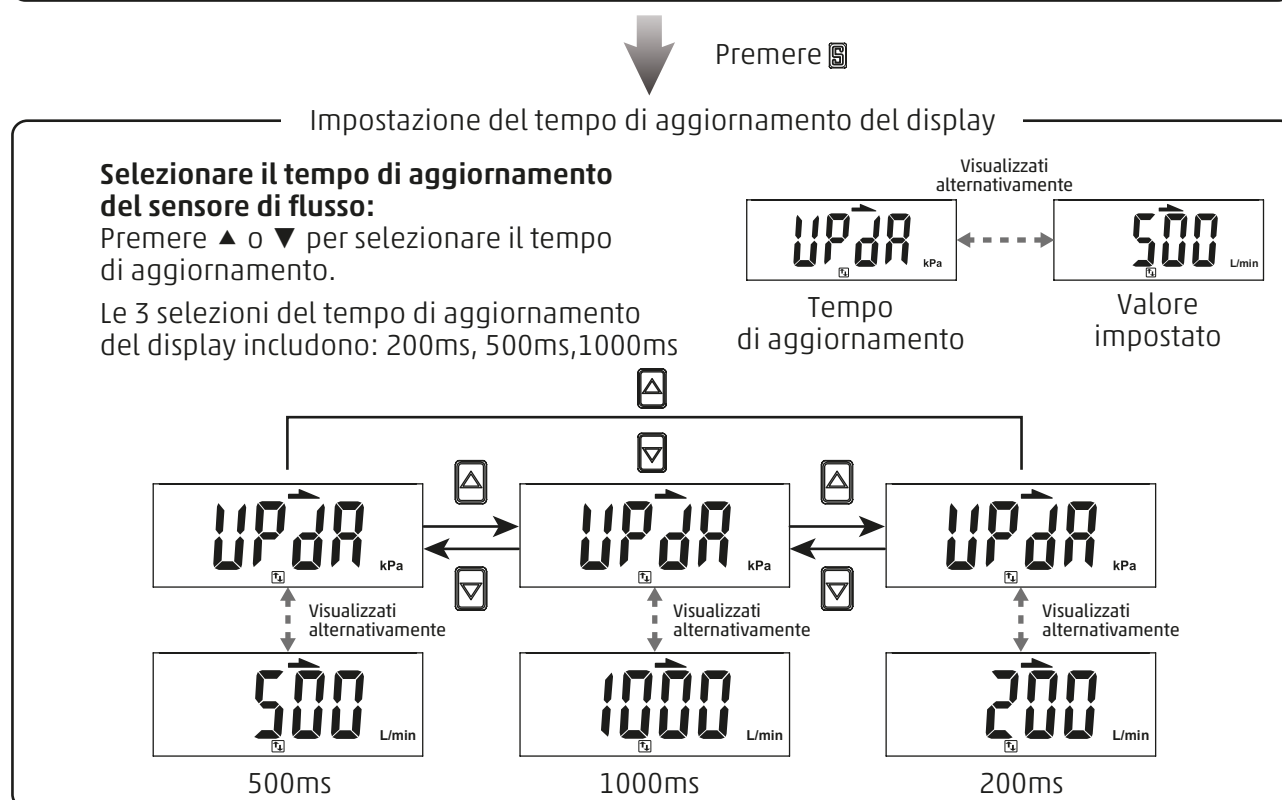 Premere S
Impostazione del tempo di aggiornamento del display
Selezionare il tempo di aggiornamento
del sensore di flusso:
Premere ▲ o ▼ per selezionare il tempo
di aggiornamento.
Le 3 selezioni del tempo di aggiornamento
del display includono: 200ms, 500ms,1000ms
Visualizzati
alternativamente
UPdA kPa
500 L/min
Tempo
di aggiornamento
Valore
impostato
UPdA kPa
UPdA kPa
UPdA kPa
Visualizzati
alternativamente
Visualizzati
alternativamente
Visualizzati
alternativamente
500 L/min
1000 L/min
200 L/min
500ms
1000ms
200ms